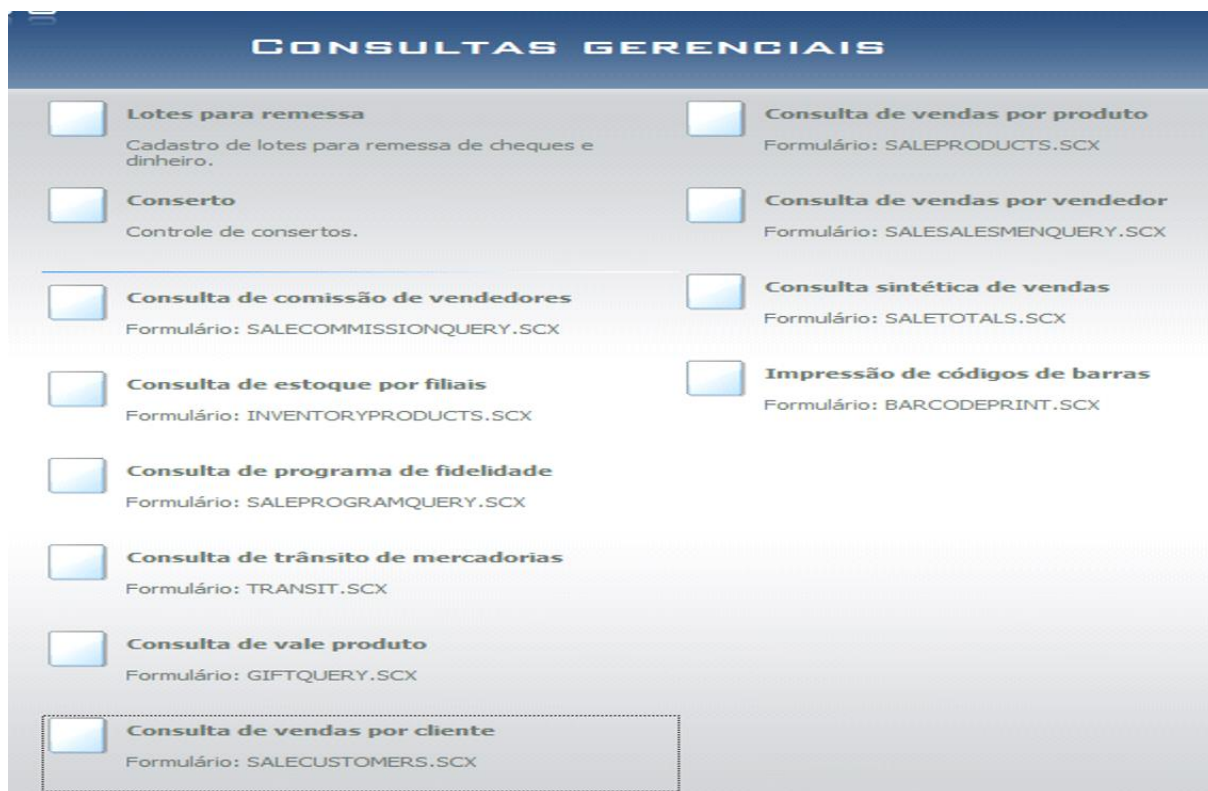 CONSULTAS GERENCIAIS
Lotes para remessa
Cadastro de lotes para remessa de cheques e
dinheiro.
Conserto
Controle de consertos.
Consulta de comissão de vendedores
Formulário: SALECOMMISSIONQUERY.SCX
Consulta de estoque por filiais
Formulário: INVENTORYPRODUCTS.SCX
Consulta de programa de fidelidade
Formulário: SALEPROGRAMQUERY.SCX
Consulta de trânsito de mercadorias
Formulário: TRANSIT.SCX
Consulta de vale produto
Formulário: GIFTQUERY.SCX
Consulta de vendas por cliente
Formulário: SALECUSTOMERS.SCX
Consulta de vendas por produto
Formulário: SALEPRODUCTS.SCX
Consulta de vendas por vendedor
Formulário: SALESALESMENQUERY.SCX
Consulta sintética de vendas
Formulário: SALETOTALS.SCX
Impressão de códigos de barras
Formulário: BARCODEPRINT.SCX